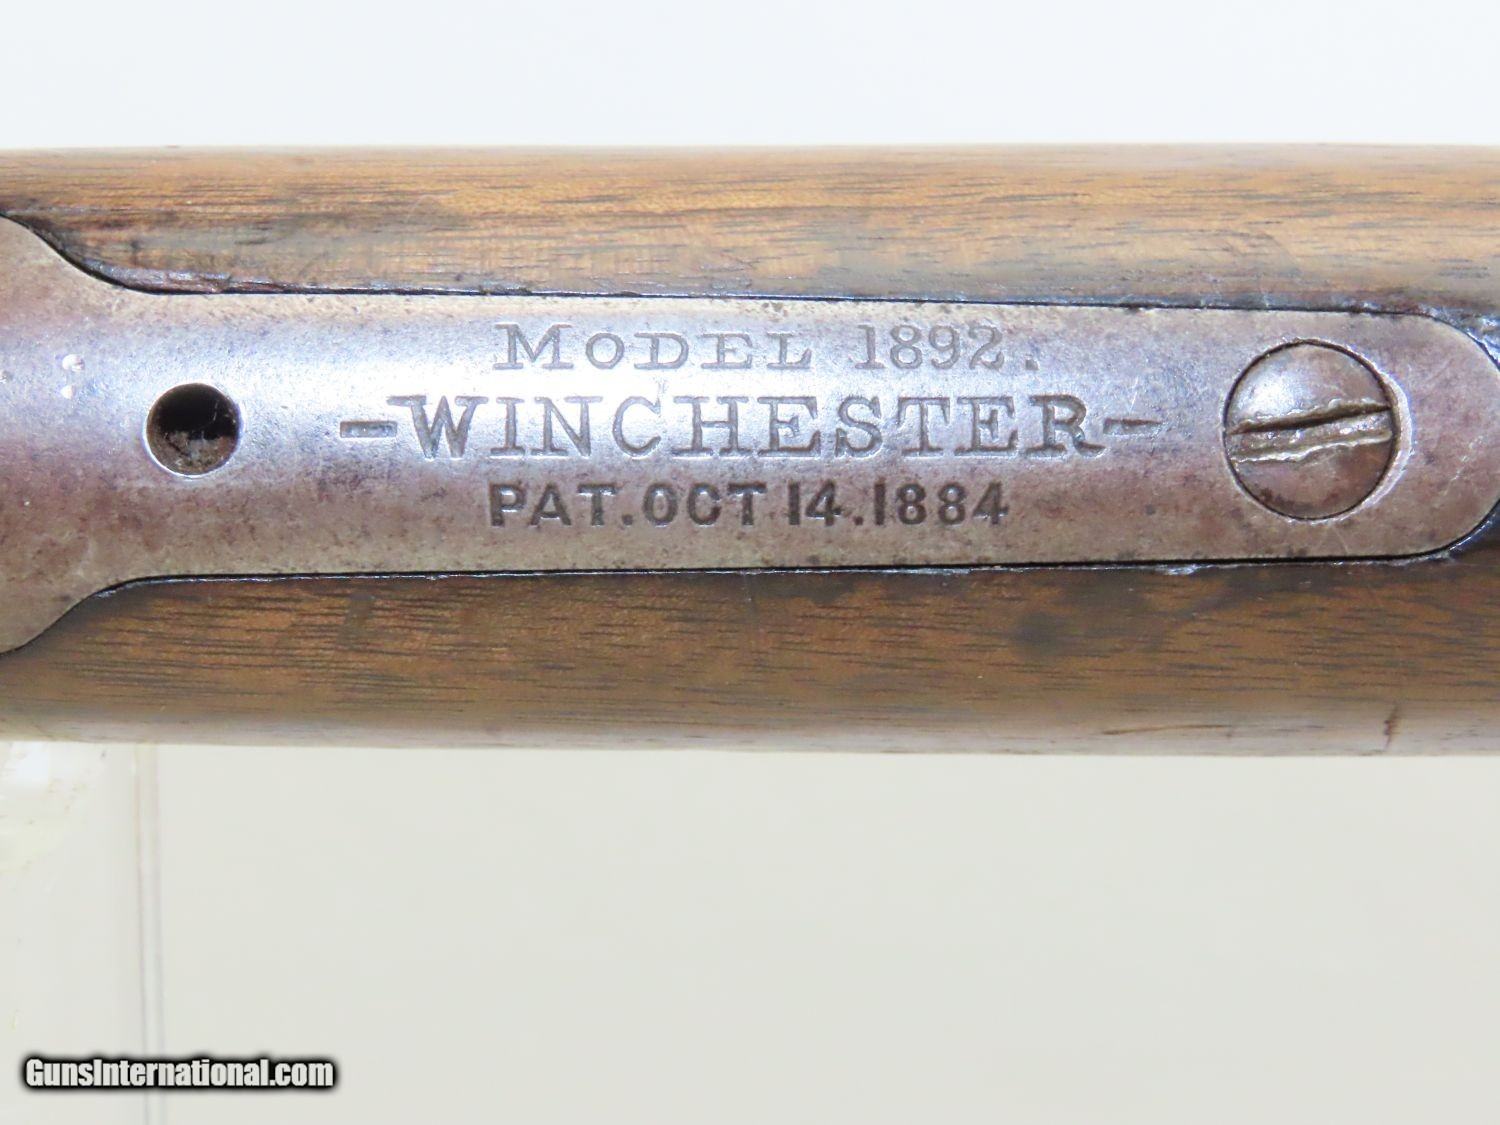 MODEL 1892.
-WINCHESTER-
PAT. OCT 14. 1884
GunsInternational.com